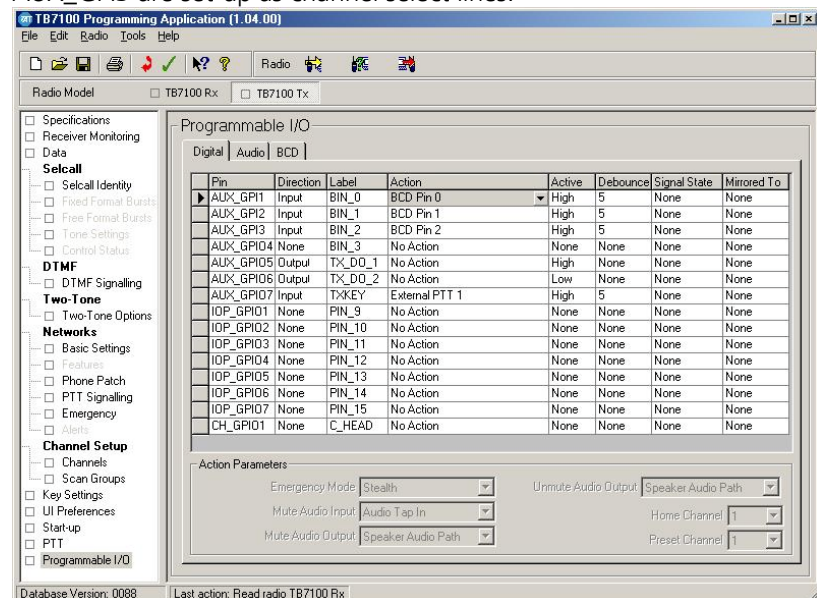 TB7100 Programming Application (1.04.00)
File Edit Radio Tools Help
Radio
Radio Model TB7100 Rx TB7100 Tx
Specifications
Receiver Monitoring
Data
Selcall
Selcall Identity
Fixed Format Bursts
Free Format Bursts
Tone Settings
Control Status
DTMF
DTMF Signalling
Two-Tone
Two-Tone Options
Networks
Basic Settings
Features
Phone Patch
PTT Signalling
Emergency
Alerts
Channel Setup
Channels
Scan Groups
Key Settings
UI Preferences
Start-up
PTT
Programmable I/O
Programmable I/O
Digital Audio BCD
Pin Direction Label Action Active Debounce Signal State Mirrored To
AUX_GPI1 Input BIN_0 BCD Pin 0 High 5 None None
AUX_GPI2 Input BIN_1 BCD Pin 1 High 5 None None
AUX_GPI3 Input BIN_2 BCD Pin 2 High 5 None None
AUX_GPIO4 None BIN_3 No Action None None None None
AUX_GPIO5 Output TX_DO_1 No Action High None None None
AUX_GPIO6 Output TX_DO_2 No Action Low None None None
AUX_GPIO7 Input TXKEY External PTT 1 High 5 None None
IOP_GPIO1 None PIN_9 No Action None None None None
IOP_GPIO2 None PIN_10 No Action None None None None
IOP_GPIO3 None PIN_11 No Action None None None None
IOP_GPIO4 None PIN_12 No Action None None None None
IOP_GPIO5 None PIN_13 No Action None None None None
IOP_GPIO6 None PIN_14 No Action None None None None
IOP_GPIO7 None PIN_15 No Action None None None None
CH_GPIO1 None C_HEAD No Action None None None None
Action Parameters
Emergency Mode Stealth Unmute Audio Output Speaker Audio Path
Mute Audio Input Audio Tap In Home Channel 1
Mute Audio Output Speaker Audio Path Preset Channel 1
Database Version: 0088 Last action: Read radio TB7100 Rx